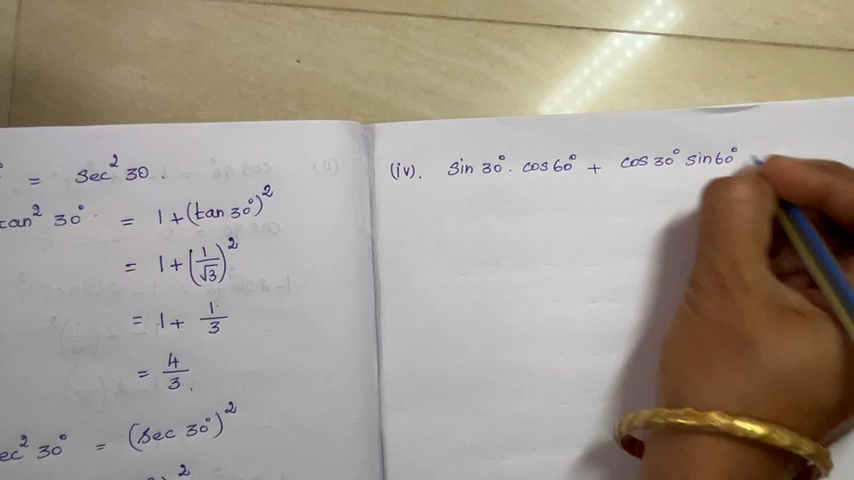 ° = sec² 30.
tan² 30° = 1 + (tan 30°)²
= 1 + (1/√3)²
= 1 + 1/3
= 4/3.
sec² 30° = (sec 30°)²
2
(iv). sin 30° . cos 60° + cos 30° sin 60°